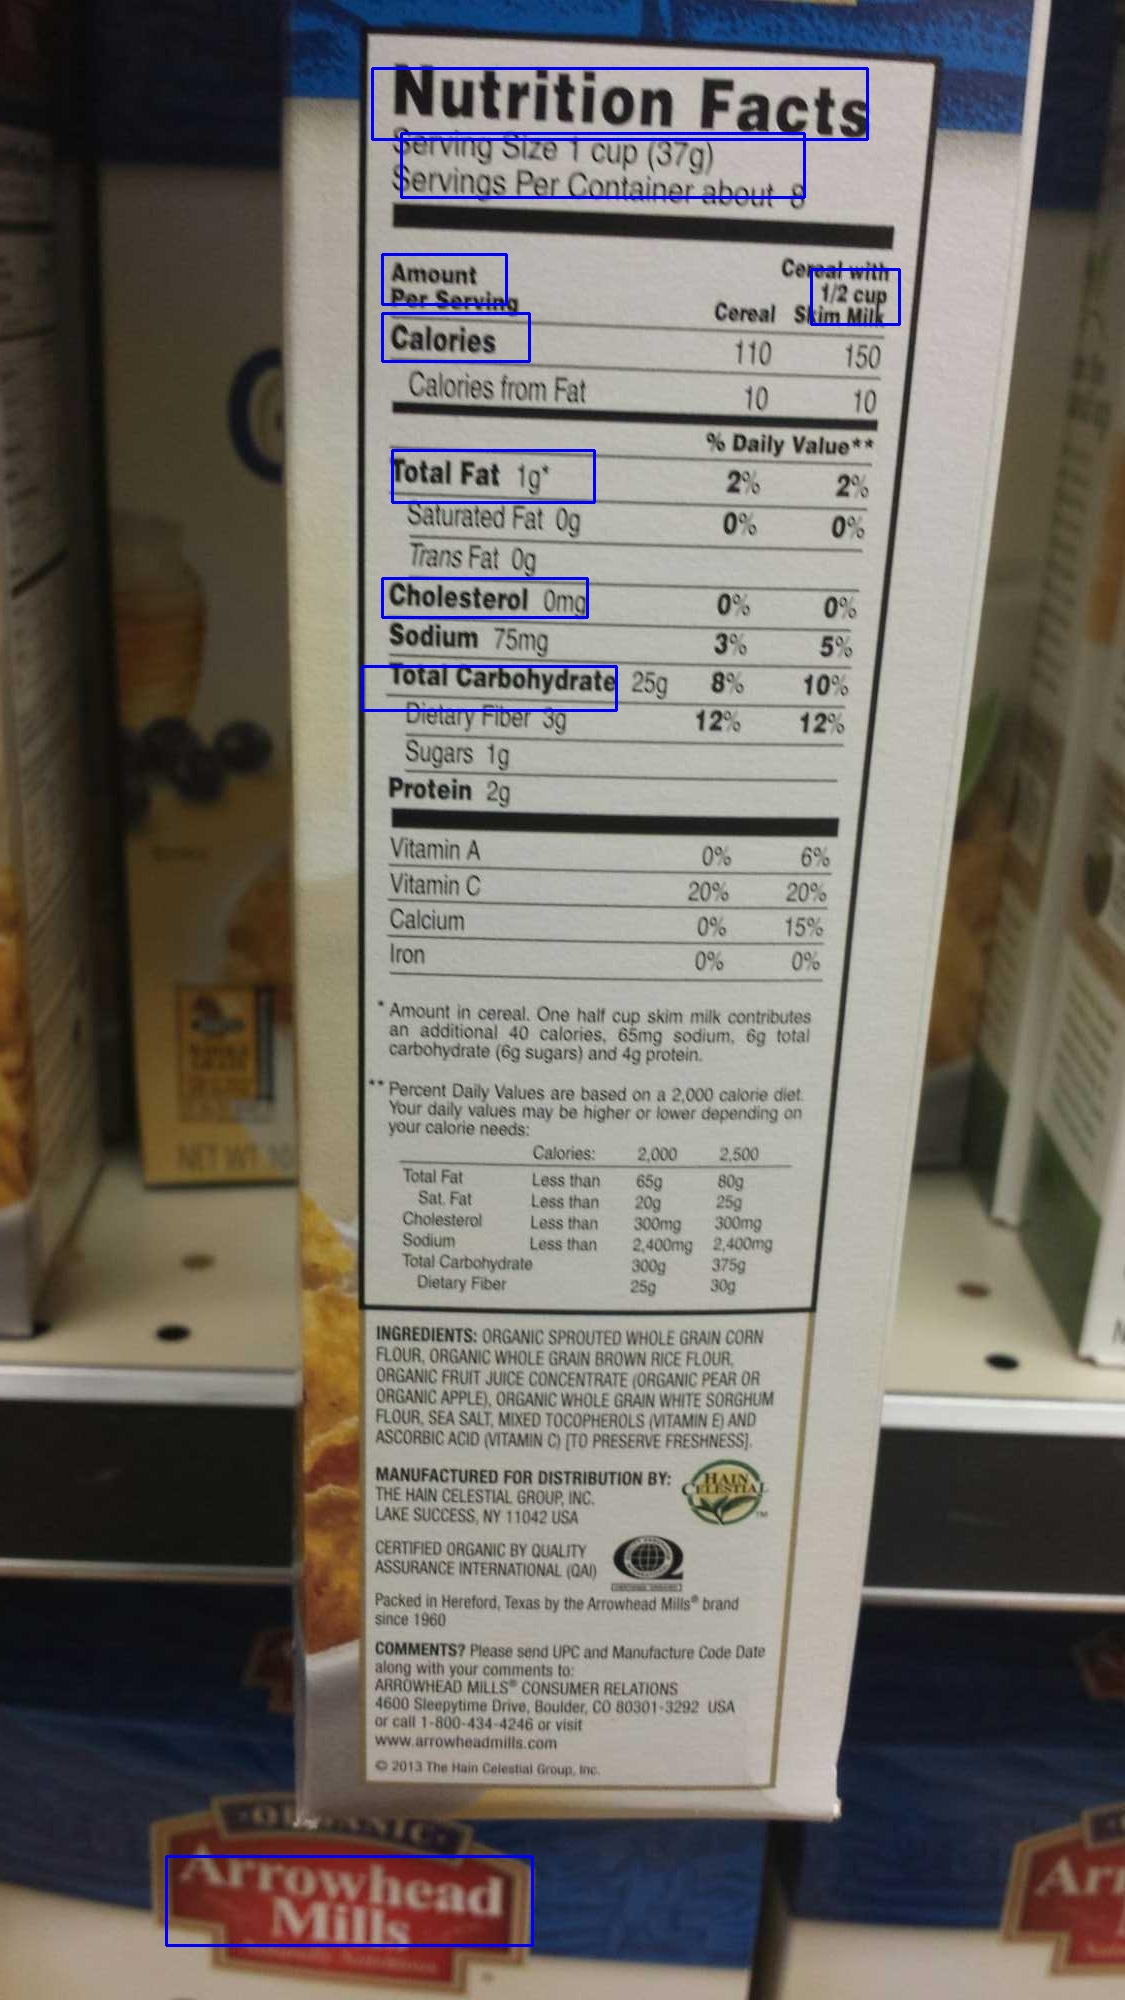 Nutrition Facts
Serving Size 1 cup (37g)
Servings Per Container about 8
Amount
Per Serving
Cereal
Cereal with
1/2 cup
Skim Milk
Calories 110 150
Calories from Fat 10 10
% Daily Value**
Total Fat 1g* 2% 2%
Saturated Fat 0g 0% 0%
Trans Fat 0g
Cholesterol 0mg 0% 0%
Sodium 75mg 3% 5%
Total Carbohydrate 25g 8% 10%
Dietary Fiber 3g 12% 12%
Sugars 1g
Protein 2g
Vitamin A 0% 6%
Vitamin C 20% 20%
Calcium 0% 15%
Iron 0% 0%
* Amount in cereal. One half cup skim milk contributes
an additional 40 calories, 65mg sodium, 6g total
carbohydrate (6g sugars) and 4g protein.
** Percent Daily Values are based on a 2,000 calorie diet.
Your daily values may be higher or lower depending on
your calorie needs:
Calories: 2,000 2,500
Total Fat Less than 65g 80g
Sat. Fat Less than 20g 25g
Cholesterol Less than 300mg 300mg
Sodium Less than 2,400mg 2,400mg
Total Carbohydrate 300g 375g
Dietary Fiber 25g 30g
INGREDIENTS: ORGANIC SPROUTED WHOLE GRAIN CORN
FLOUR, ORGANIC WHOLE GRAIN BROWN RICE FLOUR,
ORGANIC FRUIT JUICE CONCENTRATE (ORGANIC PEAR OR
ORGANIC APPLE), ORGANIC WHOLE GRAIN WHITE SORGHUM
FLOUR, SEA SALT, MIXED TOCOPHEROLS (VITAMIN E) AND
ASCORBIC ACID (VITAMIN C) [TO PRESERVE FRESHNESS].
MANUFACTURED FOR DISTRIBUTION BY:
THE HAIN CELESTIAL GROUP, INC.
LAKE SUCCESS, NY 11042 USA
HAIN
CELESTIAL
TM
CERTIFIED ORGANIC BY QUALITY
ASSURANCE INTERNATIONAL (QAI)
Packed in Hereford, Texas by the Arrowhead Mills® brand
since 1960
COMMENTS? Please send UPC and Manufacture Code Date
along with your comments to:
ARROWHEAD MILLS® CONSUMER RELATIONS
4600 Sleepytime Drive, Boulder, CO 80301-3292 USA
or call 1-800-434-4246 or visit
www.arrowheadmills.com
© 2013 The Hain Celestial Group, Inc.
NET WT
ORGANIC
Arrowhead
Mills
Arr